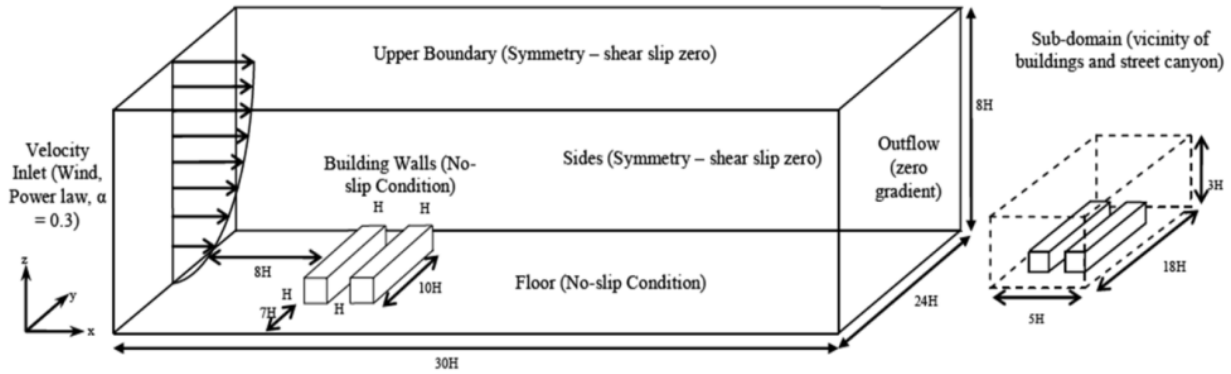 Upper Boundary (Symmetry – shear slip zero)
Sub-domain (vicinity of
buildings and street canyon)
8H
Velocity
Inlet (Wind,
Power law, α
= 0.3)
Building Walls (No-
slip Condition)
Sides (Symmetry – shear slip zero)
Outflow
(zero
gradient)
3H
H
H
z
y
x
8H
H
H
7H
10H
Floor (No-slip Condition)
24H
18H
5H
30H